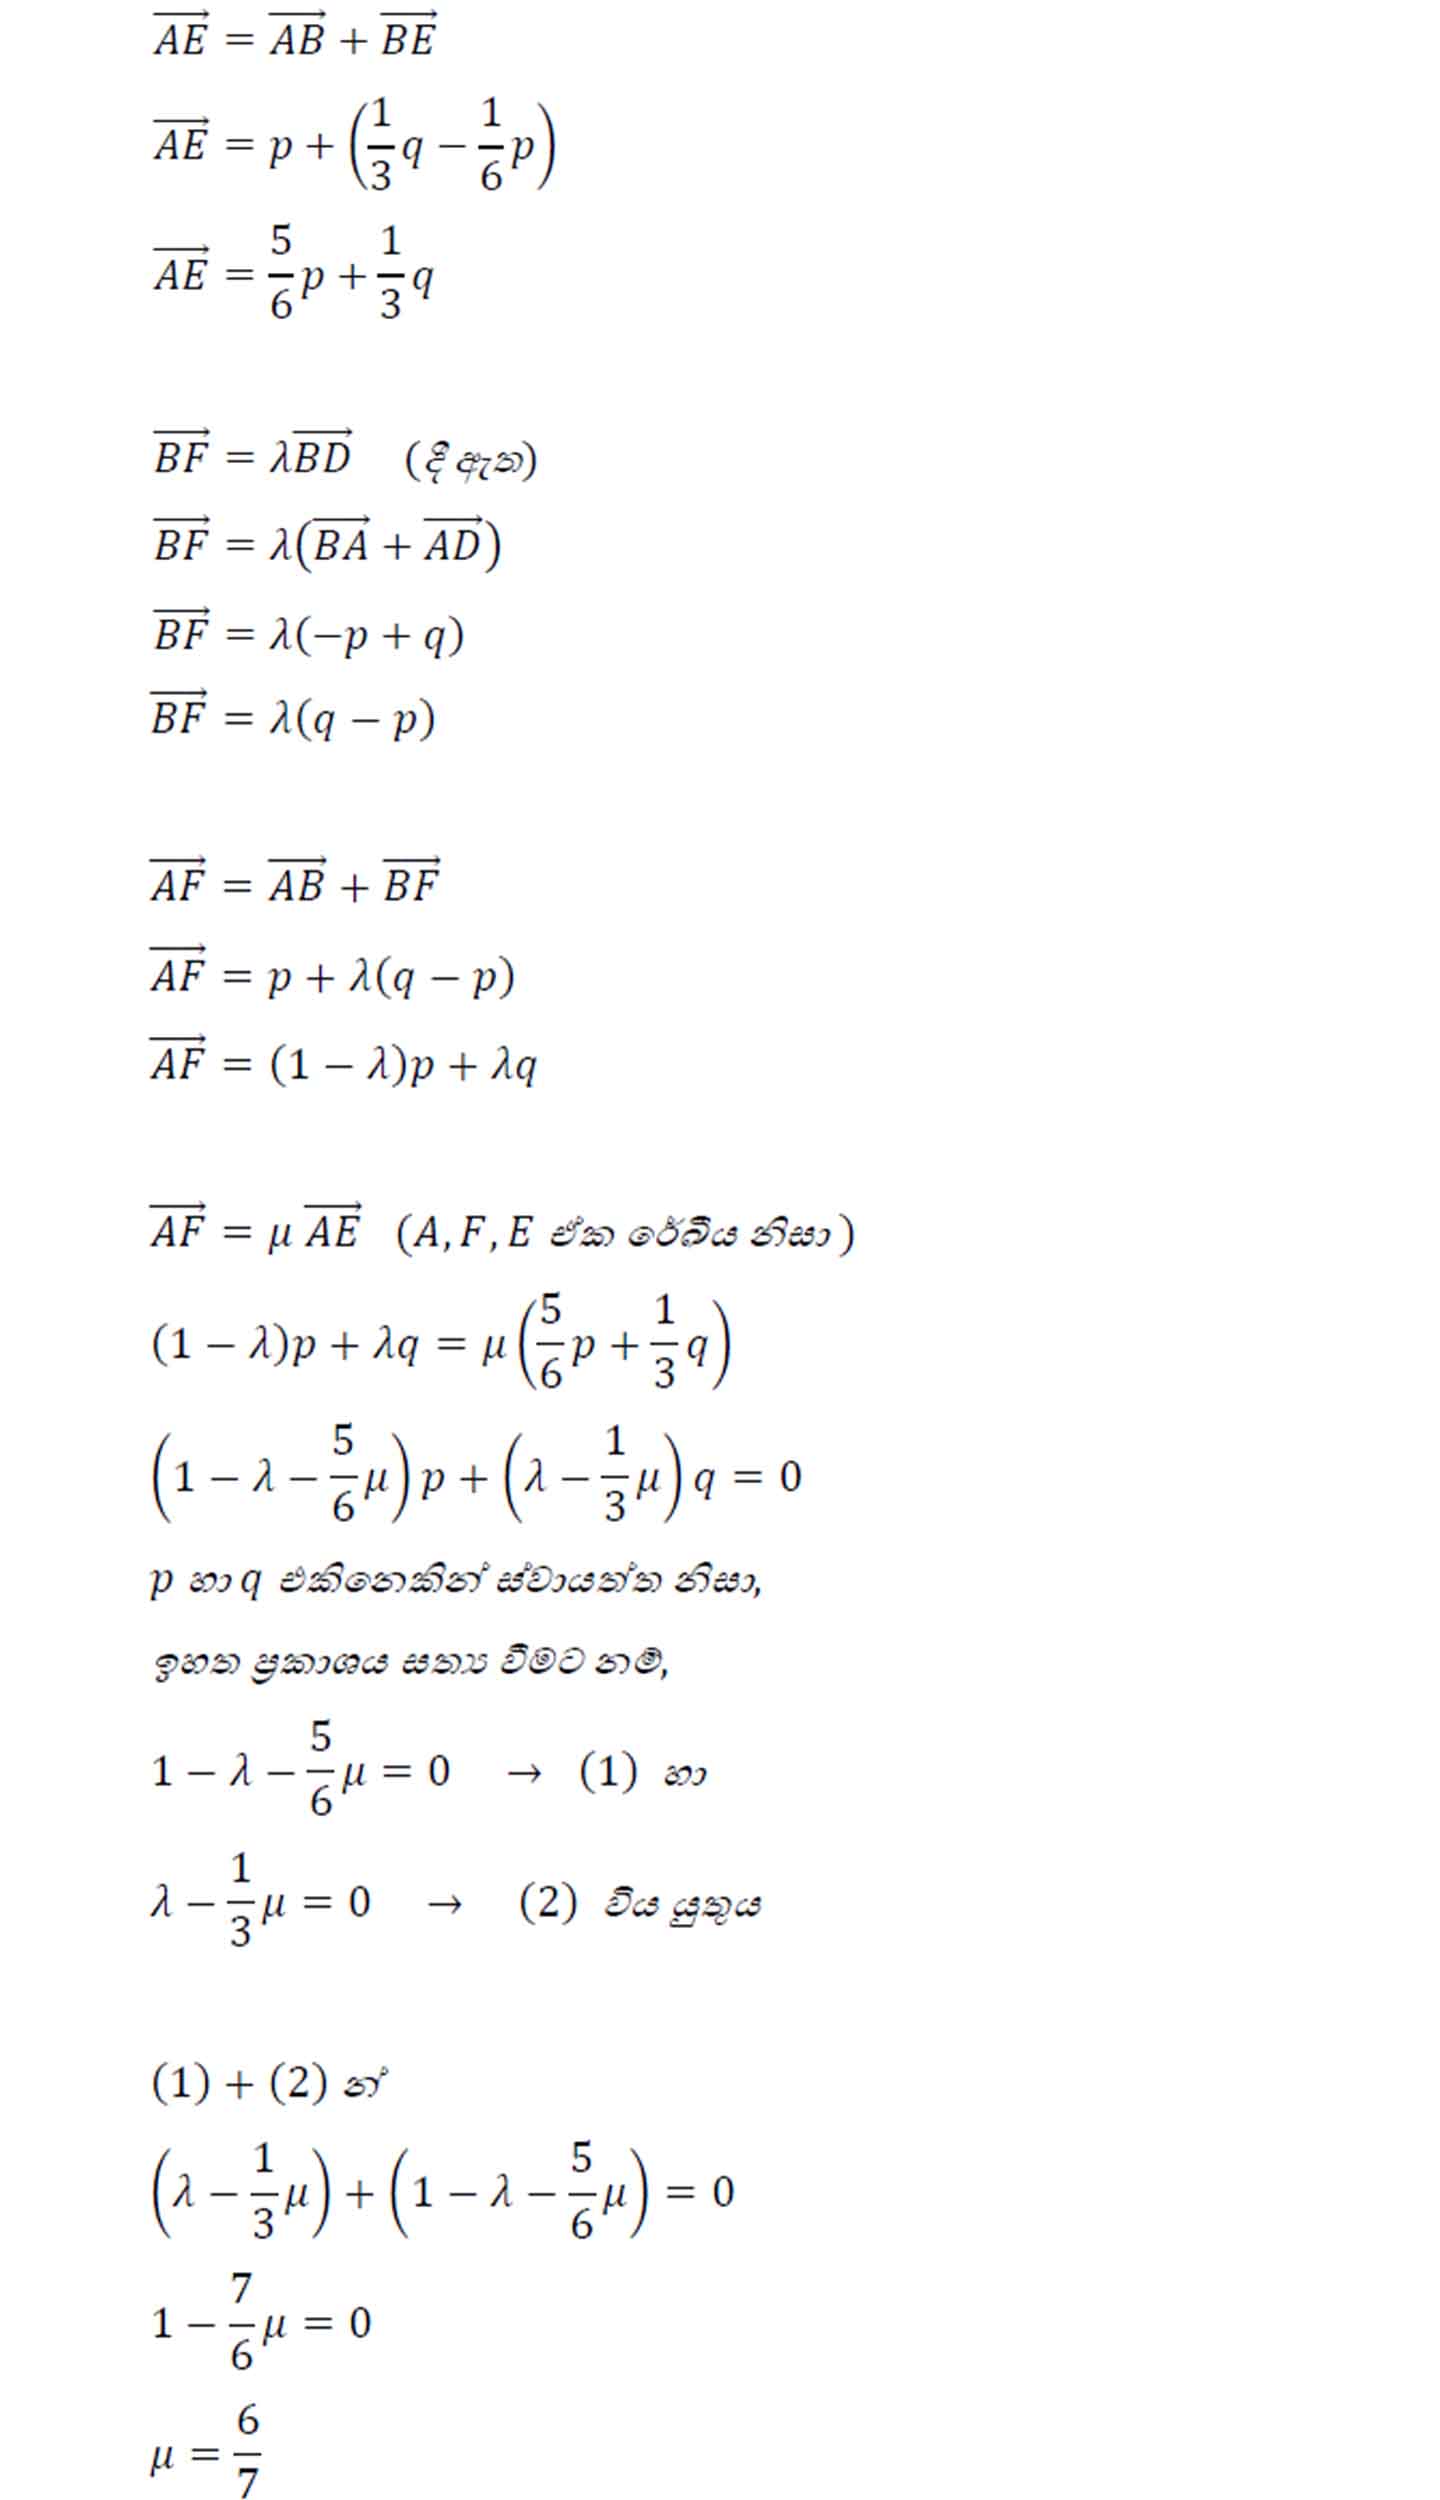 $\overrightarrow{AE} = \overrightarrow{AB} + \overrightarrow{BE}$
$\overrightarrow{AE} = p + \left(\frac{1}{3}q - \frac{1}{6}p\right)$
$\overrightarrow{AE} = \frac{5}{6}p + \frac{1}{3}q$
$\overrightarrow{BF} = \lambda\overrightarrow{BD}$ (දී ඇත)
$\overrightarrow{BF} = \lambda(\overrightarrow{BA} + \overrightarrow{AD})$
$\overrightarrow{BF} = \lambda(-p + q)$
$\overrightarrow{BF} = \lambda(q - p)$
$\overrightarrow{AF} = \overrightarrow{AB} + \overrightarrow{BF}$
$\overrightarrow{AF} = p + \lambda(q - p)$
$\overrightarrow{AF} = (1 - \lambda)p + \lambda q$
$\overrightarrow{AF} = \mu\,\overrightarrow{AE}$ (A, F, E ඒක රේඛීය නිසා )
$(1 - \lambda)p + \lambda q = \mu\left(\frac{5}{6}p + \frac{1}{3}q\right)$
$\left(1 - \lambda - \frac{5}{6}\mu\right)p + \left(\lambda - \frac{1}{3}\mu\right)q = 0$
p හා q එකිනෙකින් ස්වායත්ත නිසා,
ඉහත ප්‍රකාශය සත්‍ය වීමට නම්,
$1 - \lambda - \frac{5}{6}\mu = 0 \rightarrow (1)$ හා
$\lambda - \frac{1}{3}\mu = 0 \rightarrow (2)$ විය යුතුය
(1) + (2) න්
$\left(\lambda - \frac{1}{3}\mu\right) + \left(1 - \lambda - \frac{5}{6}\mu\right) = 0$
$1 - \frac{7}{6}\mu = 0$
$\mu = \frac{6}{7}$